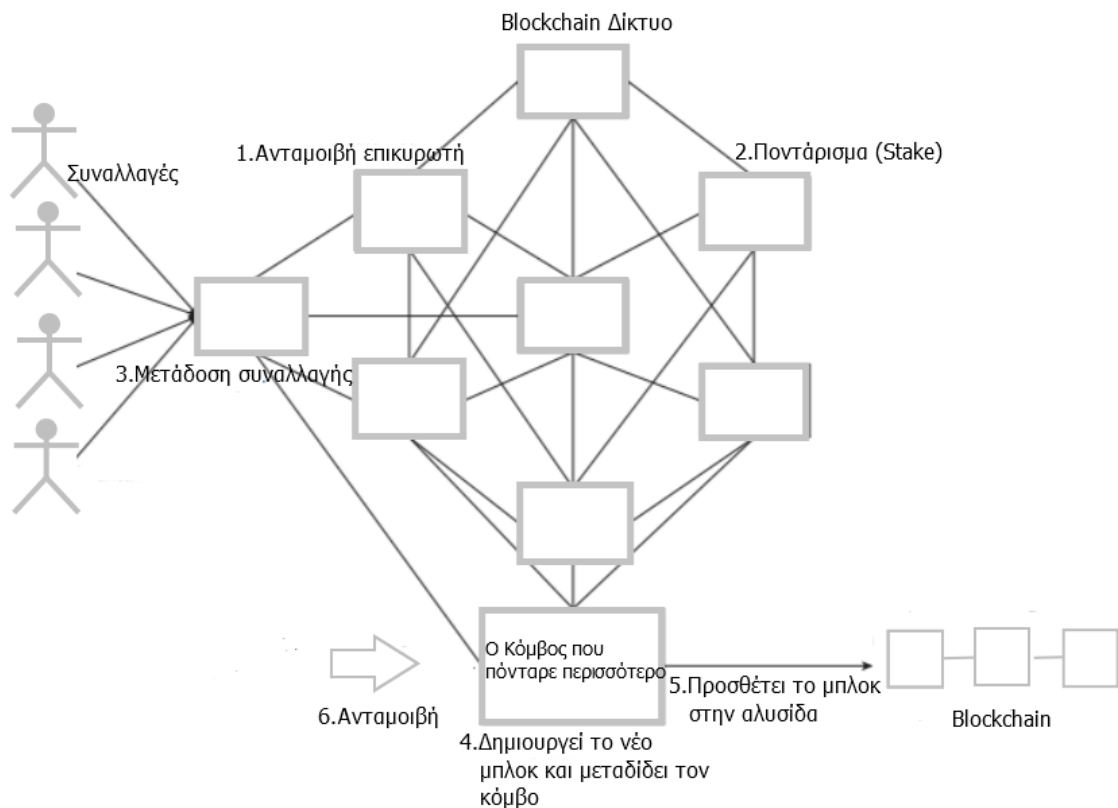 Blockchain Δίκτυο
1.Ανταμοιβή επικυρωτή
2.Ποντάρισμα (Stake)
Συναλλαγές
3.Μετάδοση συναλλαγής
Ο Κόμβος που
πόνταρε περισσότερο
5.Προσθέτει το μπλοκ
στην αλυσίδα
6.Ανταμοιβή
Blockchain
4.Δημιουργεί το νέο
μπλοκ και μεταδίδει τον
κόμβο